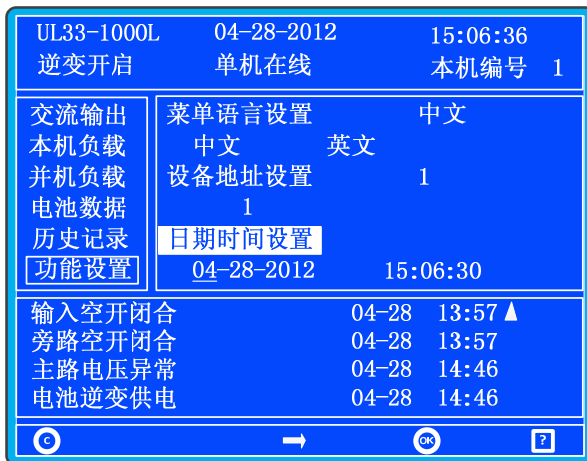 UL33-1000L 04-28-2012 15:06:36
逆变开启 单机在线 本机编号 1
交流输出
本机负载
并机负载
电池数据
历史记录
功能设置
菜单语言设置 中文
中文 英文
设备地址设置 1
1
日期时间设置
04-28-2012 15:06:30
输入空开闭合 04-28 13:57
旁路空开闭合 04-28 13:57
主路电压异常 04-28 14:46
电池逆变供电 04-28 14:46
C OK ?